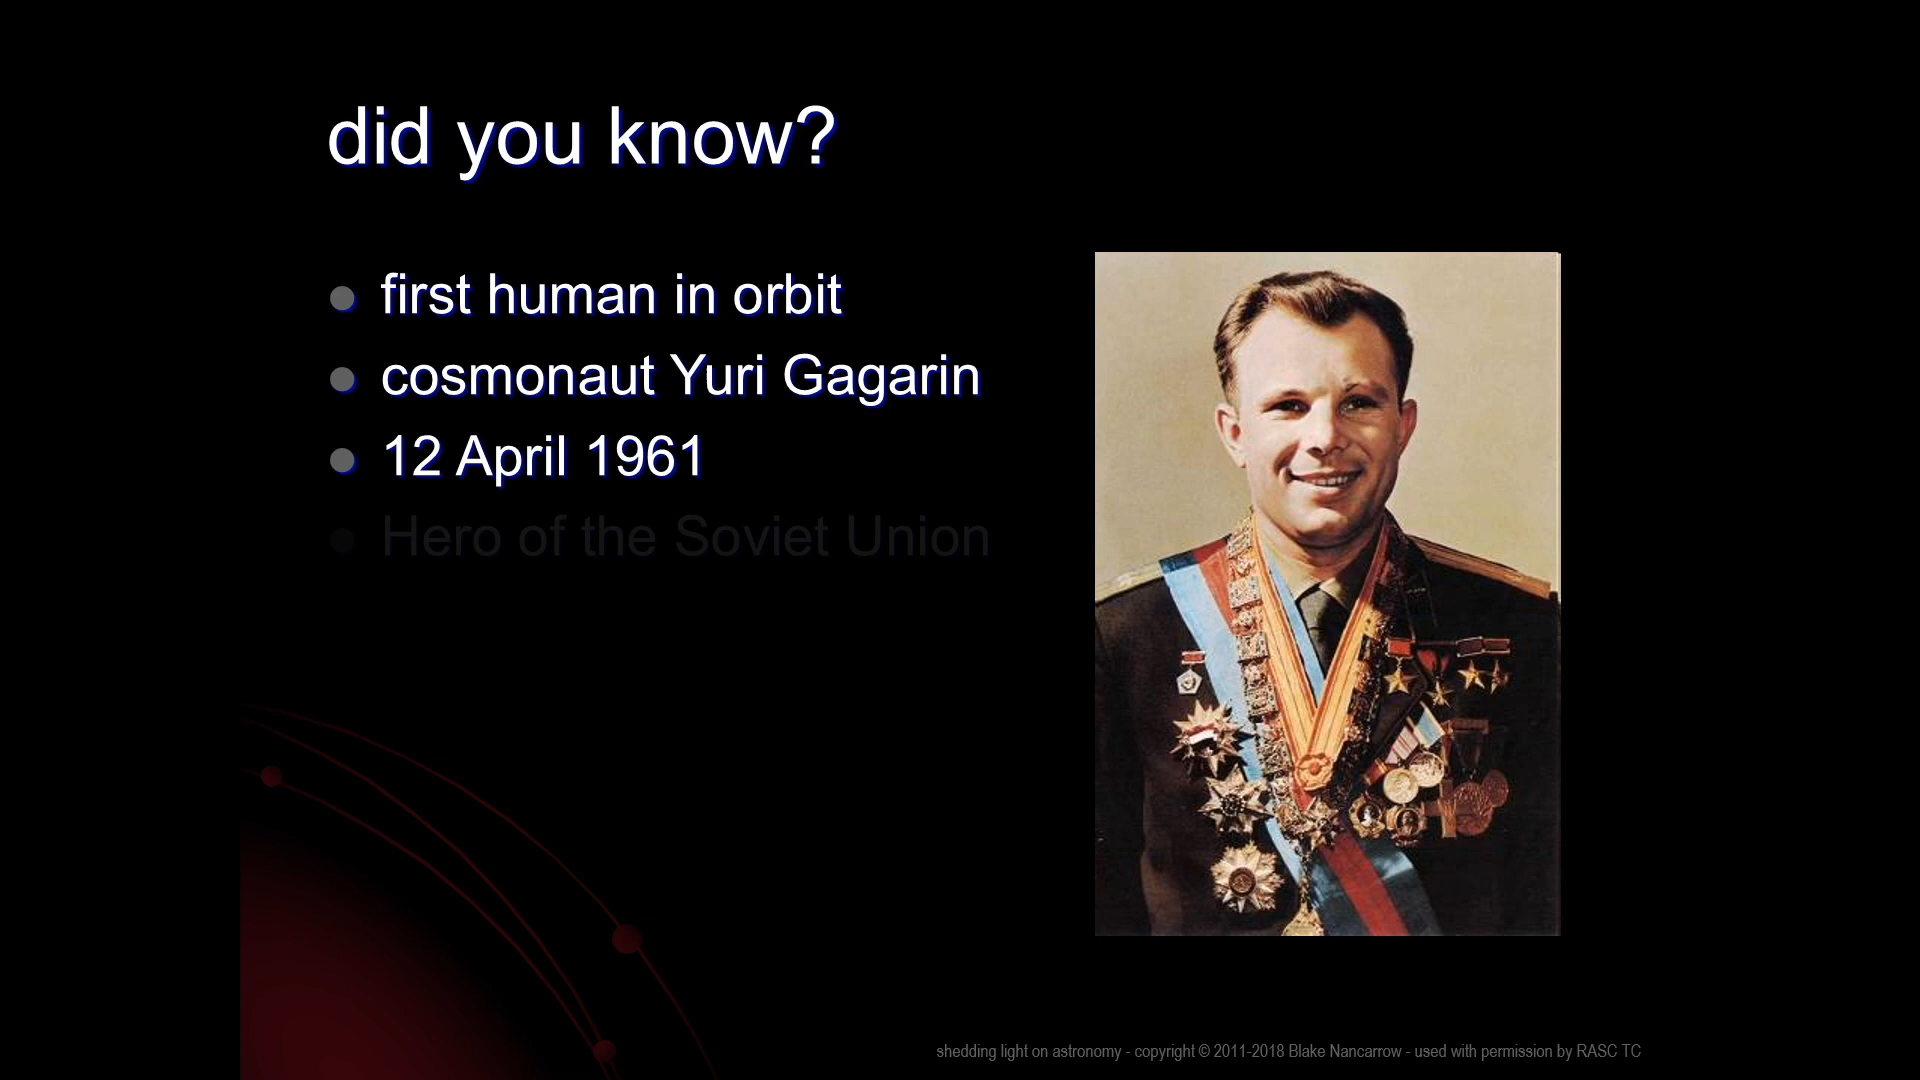 did you know?
first human in orbit
cosmonaut Yuri Gagarin
12 April 1961
Hero of the Soviet Union
shedding light on astronomy - copyright © 2011-2018 Blake Nancarrow - used with permission by RASC TC